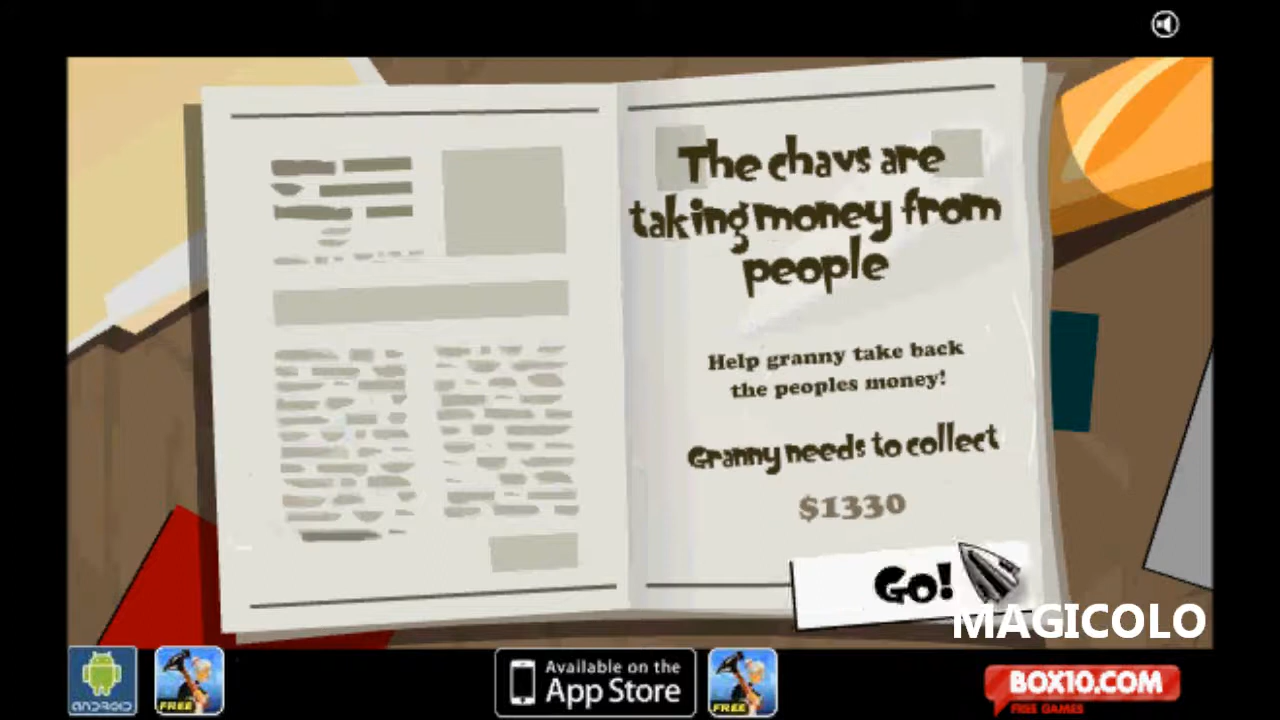 The chavs are
taking money from
people
Help granny take back
the peoples money!
Granny needs to collect
$1330
Go!
MAGICOLO
ANDROID
FREE
Available on the
App Store
FREE
BOX10.COM
FREE GAMES